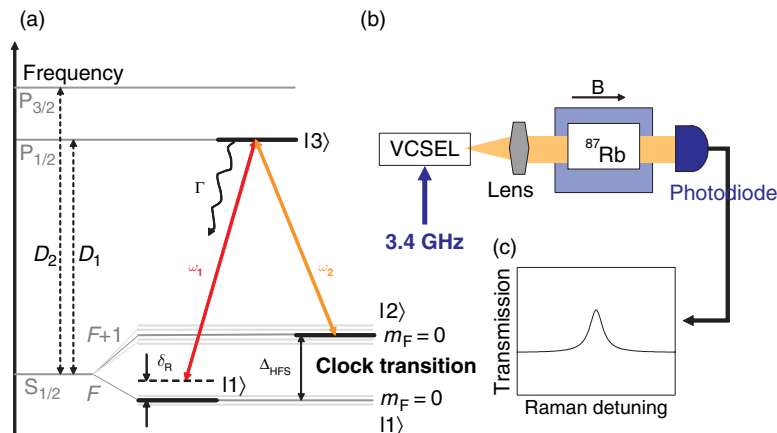 (a)
Frequency
P3/2
P1/2
|3⟩
Γ
D2
D1
ω1
ω2
|2⟩
F+1
mF = 0
δR
ΔHFS
Clock transition
S1/2
F
|1⟩
mF = 0
|1⟩
(b)
B
VCSEL
87Rb
Lens
Photodiode
3.4 GHz
(c)
Transmission
Raman detuning